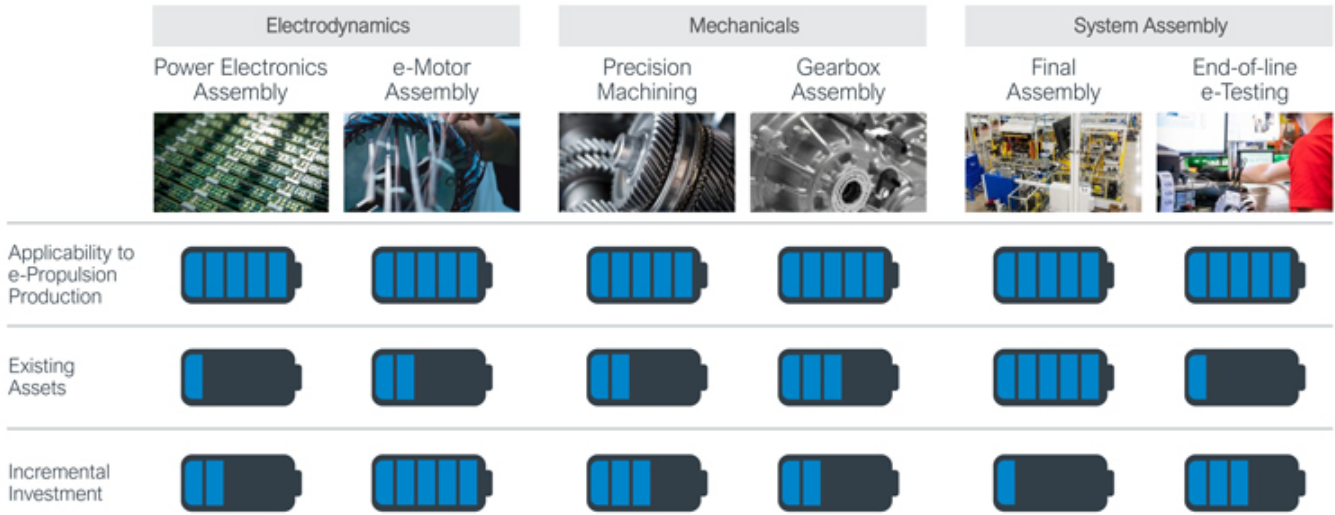 Electrodynamics
Mechanicals
System Assembly
Power Electronics
Assembly
e-Motor
Assembly
Precision
Machining
Gearbox
Assembly
Final
Assembly
End-of-line
e-Testing
Applicability to
e-Propulsion
Production
Existing
Assets
Incremental
Investment